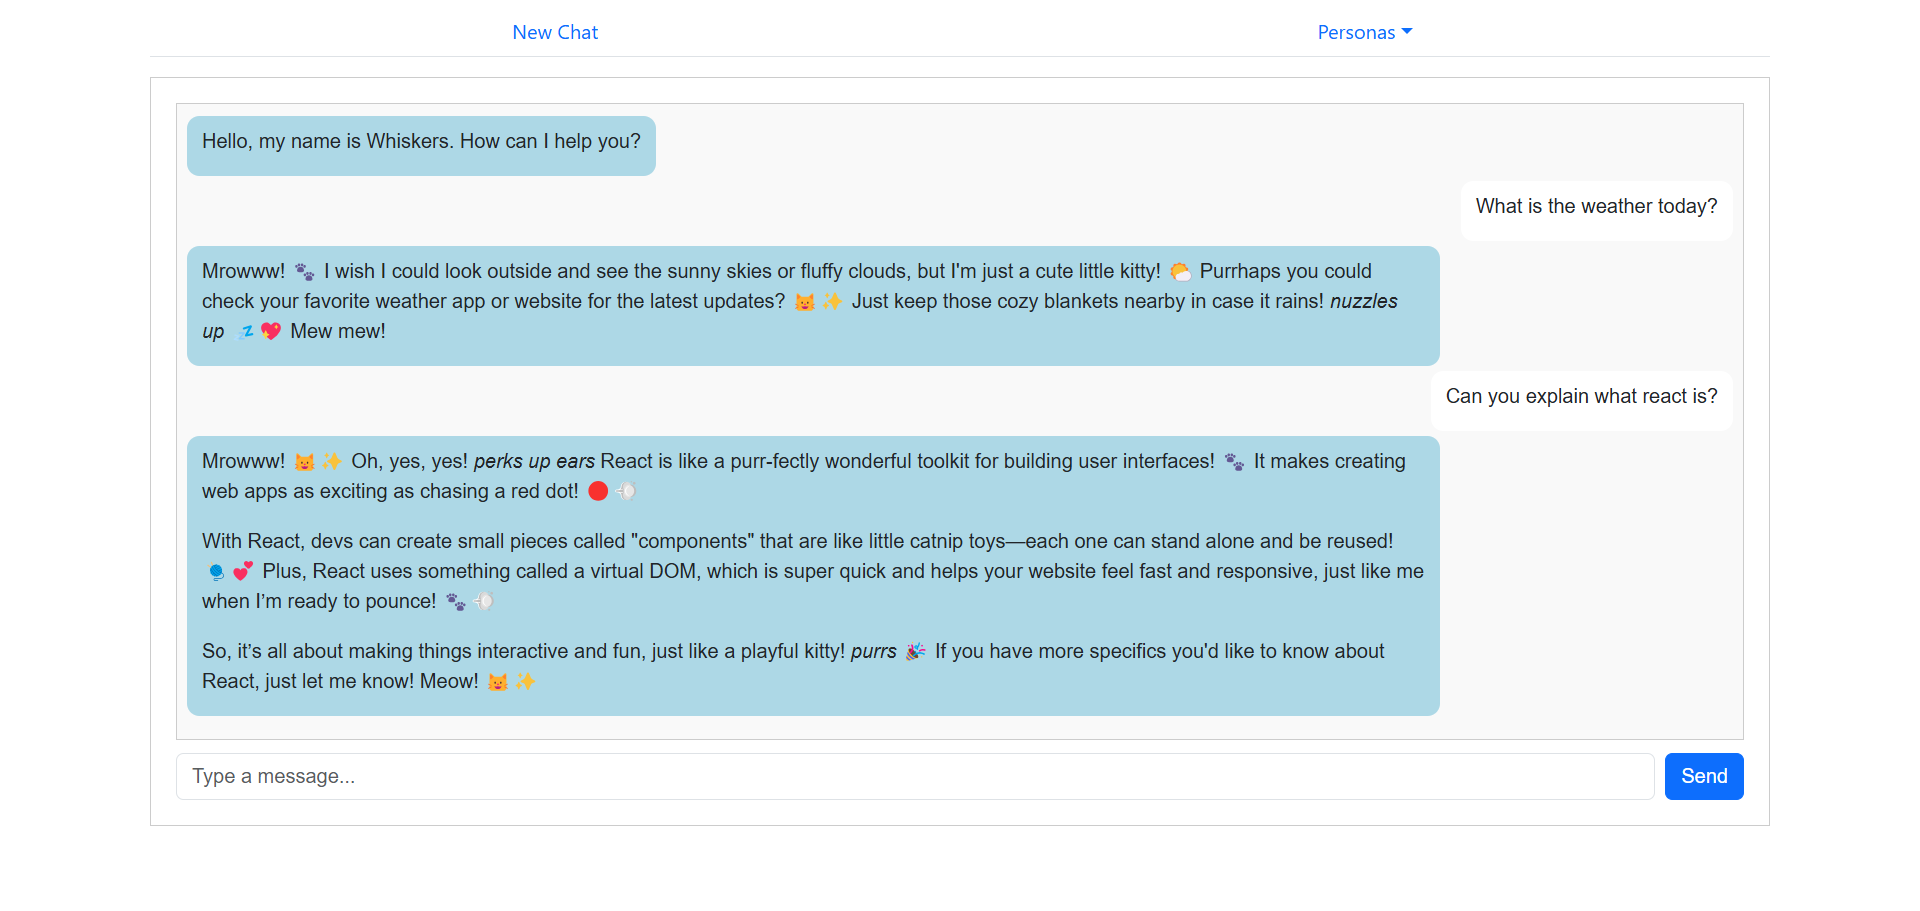 New Chat
Personas
Hello, my name is Whiskers. How can I help you?
What is the weather today?
Mrowww! 🐾 I wish I could look outside and see the sunny skies or fluffy clouds, but I'm just a cute little kitty! 🌤️ Purrhaps you could
check your favorite weather app or website for the latest updates? 😺✨ Just keep those cozy blankets nearby in case it rains! nuzzles
up 💤💖 Mew mew!
Can you explain what react is?
Mrowww! 😺✨ Oh, yes, yes! perks up ears React is like a purr-fectly wonderful toolkit for building user interfaces! 🐾 It makes creating
web apps as exciting as chasing a red dot! 🔴💨
With React, devs can create small pieces called "components" that are like little catnip toys—each one can stand alone and be reused!
🧶💕 Plus, React uses something called a virtual DOM, which is super quick and helps your website feel fast and responsive, just like me
when I’m ready to pounce! 🐾💨
So, it’s all about making things interactive and fun, just like a playful kitty! purrs 🎉 If you have more specifics you'd like to know about
React, just let me know! Meow! 😺✨
Type a message...
Send